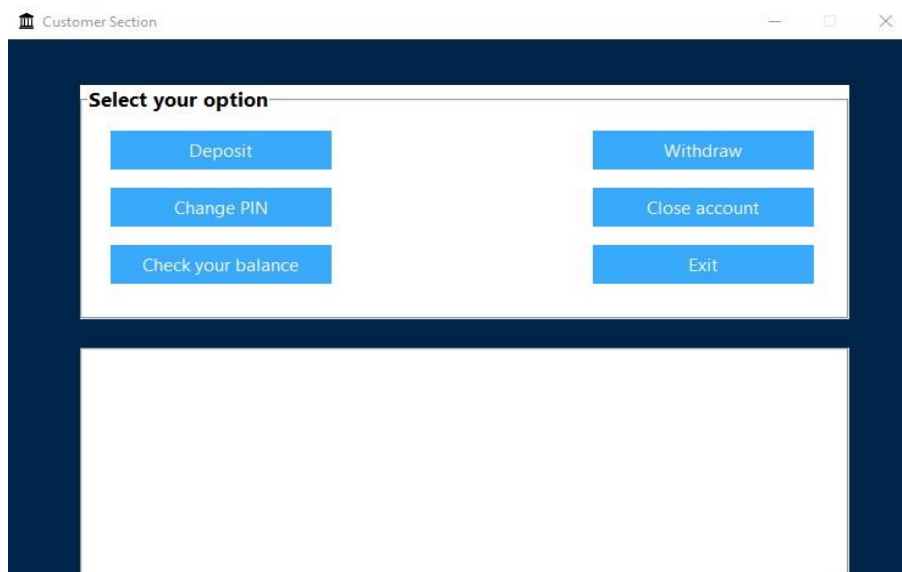 Customer Section
Select your option
Deposit
Withdraw
Change PIN
Close account
Check your balance
Exit